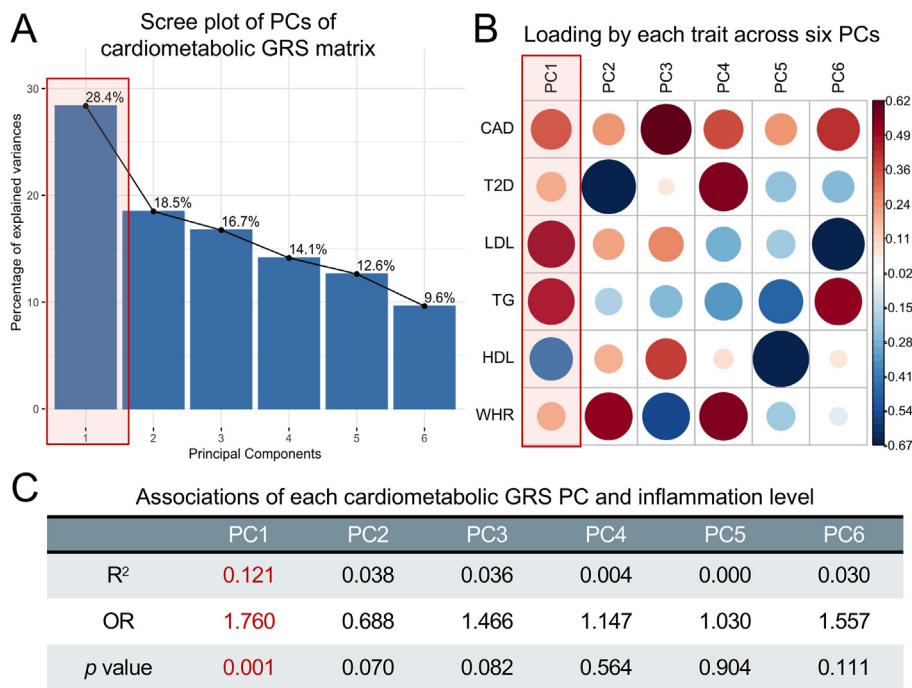 A
Scree plot of PCs of
cardiometabolic GRS matrix
Percentage of explained variances
30
20
10
0
28.4%
18.5%
16.7%
14.1%
12.6%
9.6%
1 2 3 4 5 6
Principal Components
B
Loading by each trait across six PCs
PC1 PC2 PC3 PC4 PC5 PC6
CAD
T2D
LDL
TG
HDL
WHR
0.62
0.49
0.36
0.24
0.11
0.02
0.15
0.28
0.41
0.54
0.67
C
Associations of each cardiometabolic GRS PC and inflammation level
PC1 PC2 PC3 PC4 PC5 PC6
R² 0.121 0.038 0.036 0.004 0.000 0.030
OR 1.760 0.688 1.466 1.147 1.030 1.557
p value 0.001 0.070 0.082 0.564 0.904 0.111